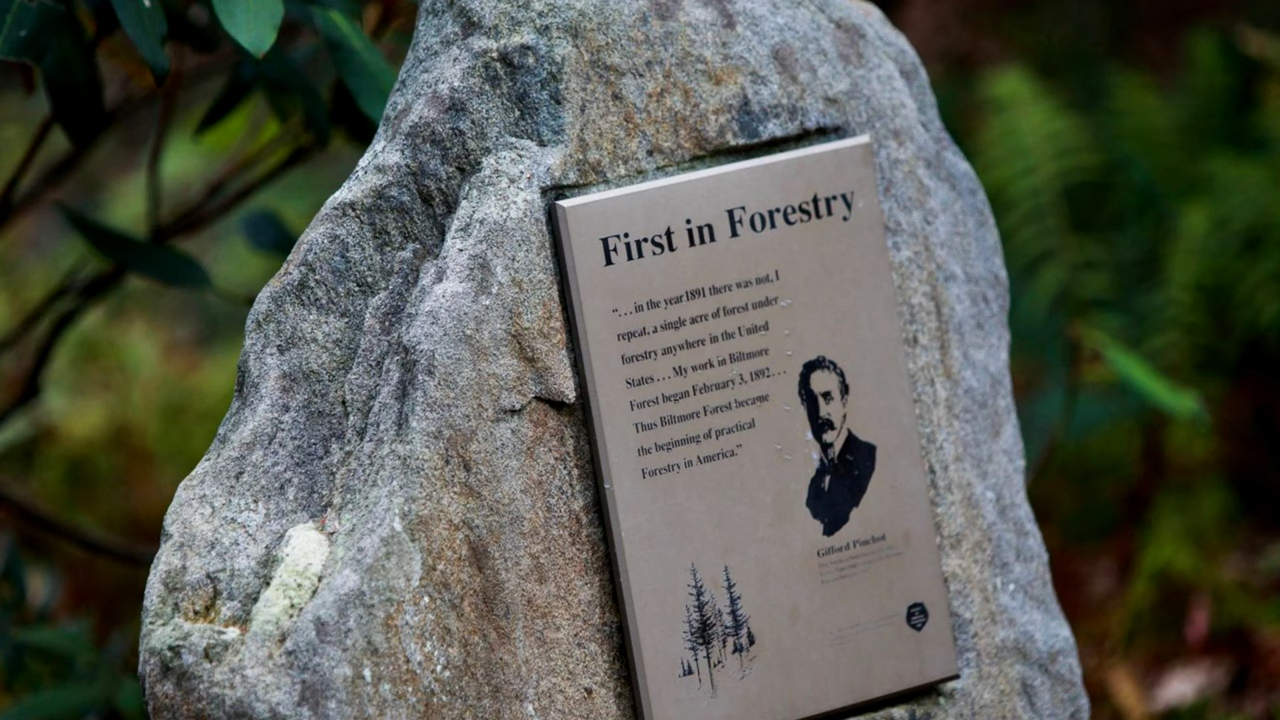 First in Forestry
“. . . in the year 1891 there was not, I
repeat, a single acre of forest under
forestry anywhere in the United
States . . . My work in Biltmore
Forest began February 3, 1892. . .
Thus Biltmore Forest became
the beginning of practical
Forestry in America.”
Gifford Pinchot